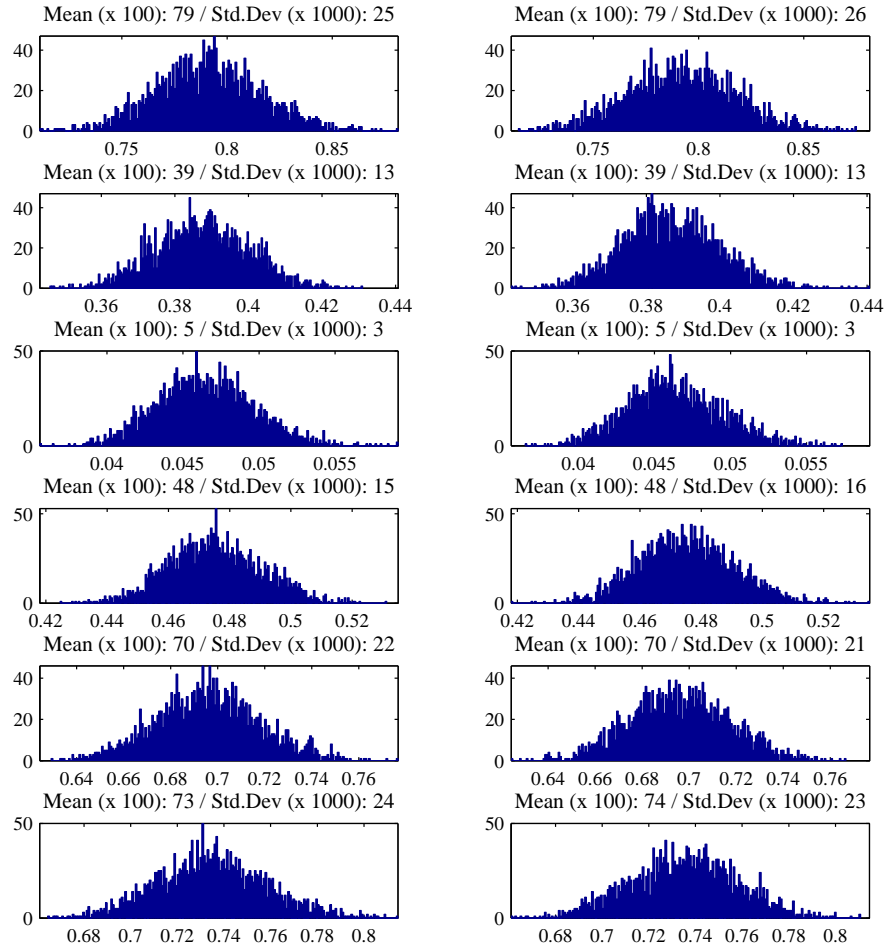 Mean (x 100): 79 / Std.Dev (x 1000): 25
40
20
0
0.75 0.8 0.85
Mean (x 100): 79 / Std.Dev (x 1000): 26
40
20
0
0.75 0.8 0.85
Mean (x 100): 39 / Std.Dev (x 1000): 13
40
20
0
0.36 0.38 0.4 0.42 0.44
Mean (x 100): 39 / Std.Dev (x 1000): 13
40
20
0
0.36 0.38 0.4 0.42 0.44
Mean (x 100): 5 / Std.Dev (x 1000): 3
50
0
0.04 0.045 0.05 0.055
Mean (x 100): 5 / Std.Dev (x 1000): 3
50
0
0.04 0.045 0.05 0.055
Mean (x 100): 48 / Std.Dev (x 1000): 15
50
0
0.42 0.44 0.46 0.48 0.5 0.52
Mean (x 100): 48 / Std.Dev (x 1000): 16
50
0
0.42 0.44 0.46 0.48 0.5 0.52
Mean (x 100): 70 / Std.Dev (x 1000): 22
40
20
0
0.64 0.66 0.68 0.7 0.72 0.74 0.76
Mean (x 100): 70 / Std.Dev (x 1000): 21
40
20
0
0.64 0.66 0.68 0.7 0.72 0.74 0.76
Mean (x 100): 73 / Std.Dev (x 1000): 24
50
0
0.68 0.7 0.72 0.74 0.76 0.78 0.8
Mean (x 100): 74 / Std.Dev (x 1000): 23
50
0
0.68 0.7 0.72 0.74 0.76 0.78 0.8